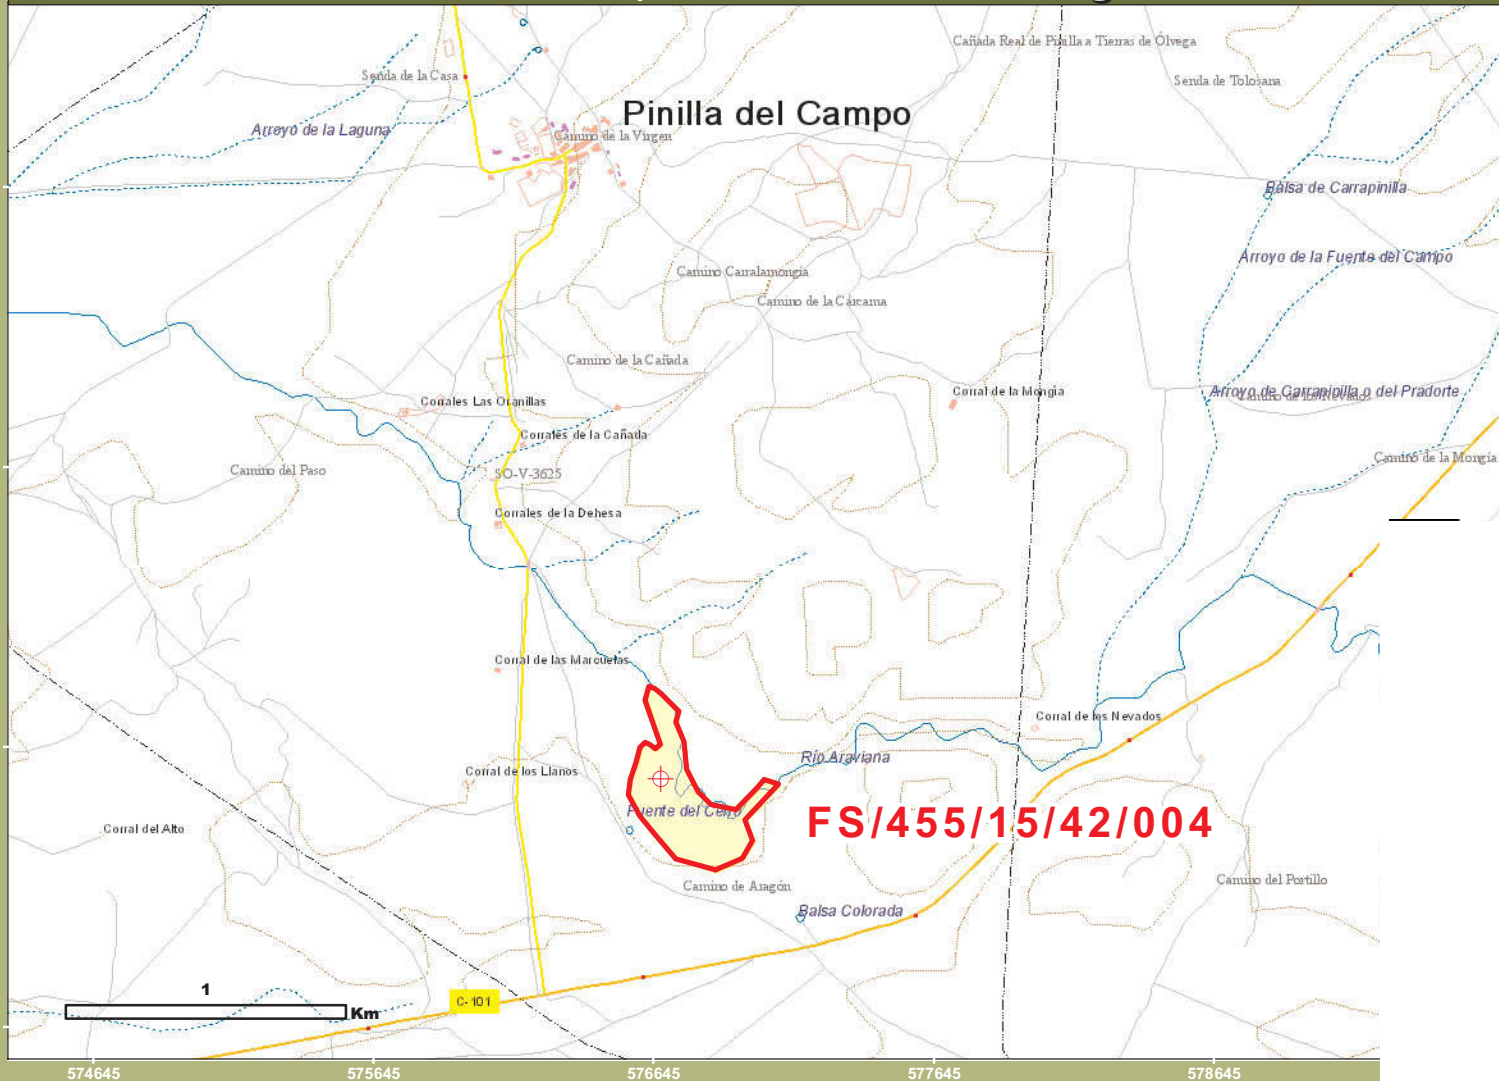 Cañada Real de Pinilla a Tierras de Ólvega
Senda de la Casa
Senda de Tolosana
Pinilla del Campo
Arroyo de la Laguna
Camino de la Virgen
Balsa de Carrapinilla
Arroyo de la Fuente del Campo
Camino Carralamongia
Camino de la Cárcama
Camino de la Cañada
Corral de la Mongia
Arroyo de Carrapinilla o del Pradorte
Corrales Las Oranillas
Corrales de la Cañada
Camino de la Mongía
Camino del Paso
SO-V-3625
Corrales de la Dehesa
Corral de las Marcuelas
Corral de los Nevados
Río Araviana
Corral de los Llanos
Fuente del Cerro
FS/455/15/42/004
Corral del Alto
Camino de Aragón
Camino del Portillo
Balsa Colorada
1
Km
C-101
574645
575645
576645
577645
578645